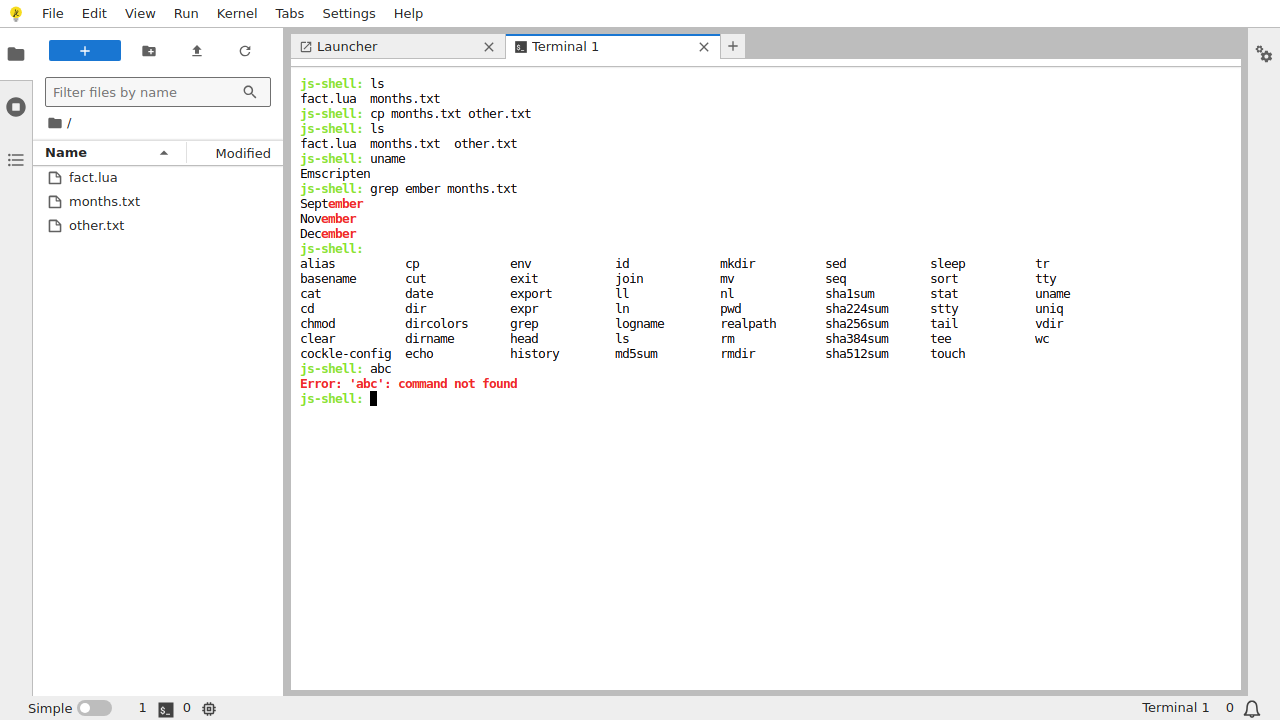 File Edit View Run Kernel Tabs Settings Help
Launcher Terminal 1
Filter files by name
/
Name Modified
fact.lua
months.txt
other.txt
js-shell: ls
fact.lua  months.txt
js-shell: cp months.txt other.txt
js-shell: ls
fact.lua  months.txt  other.txt
js-shell: uname
Emscripten
js-shell: grep ember months.txt
September
November
December
js-shell:
alias          cp             env            id             mkdir          sed            sleep          tr
basename       cut            exit           join           mv             seq            sort           tty
cat            date           export         ll             nl             sha1sum        stat           uname
cd             dir            expr           ln             pwd            sha224sum      stty           uniq
chmod          dircolors      grep           logname        realpath       sha256sum      tail           vdir
clear          dirname        head           ls             rm             sha384sum      tee            wc
cockle-config  echo           history        md5sum         rmdir          sha512sum      touch
js-shell: abc
Error: 'abc': command not found
js-shell:
Simple 1 $_ 0 Terminal 1 0